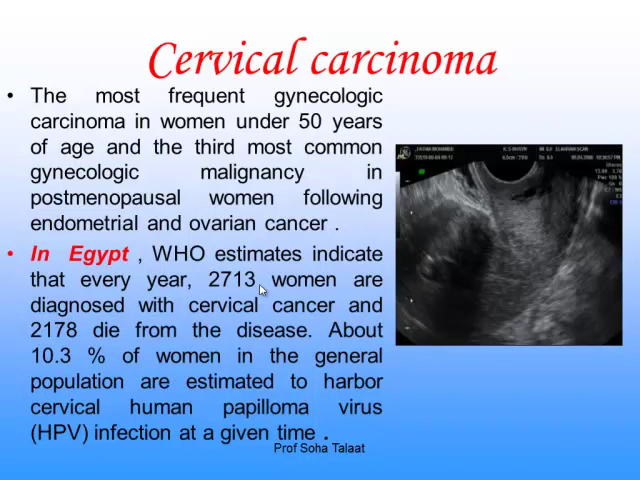 Cervical carcinoma
• The most frequent gynecologic
carcinoma in women under 50 years
of age and the third most common
gynecologic malignancy in
postmenopausal women following
endometrial and ovarian cancer .
• In Egypt , WHO estimates indicate
that every year, 2713 women are
diagnosed with cervical cancer and
2178 die from the disease. About
10.3 % of women in the general
population are estimated to harbor
cervical human papilloma virus
(HPV) infection at a given time .
Prof Soha Talaat